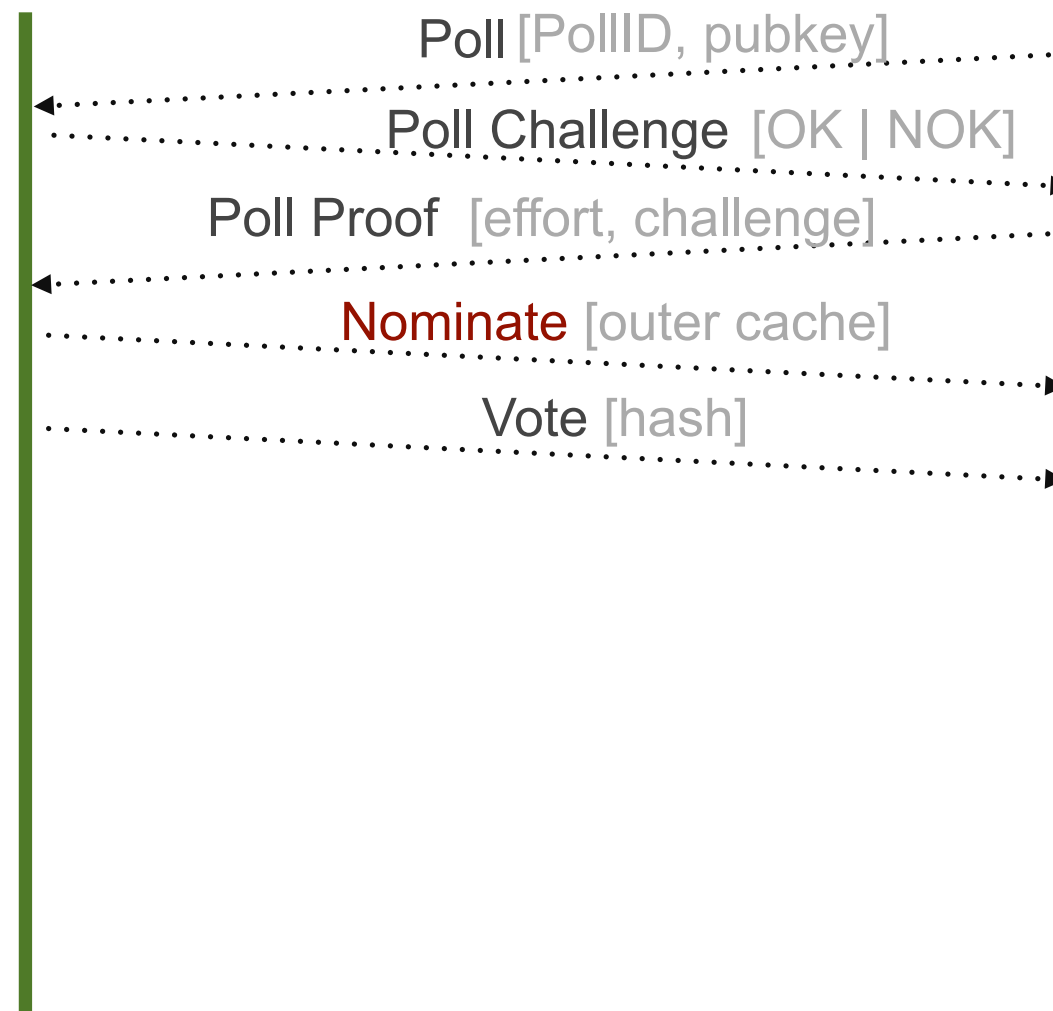 Poll [PollID, pubkey]
Poll Challenge [OK | NOK]
Poll Proof [effort, challenge]
Nominate [outer cache]
Vote [hash]